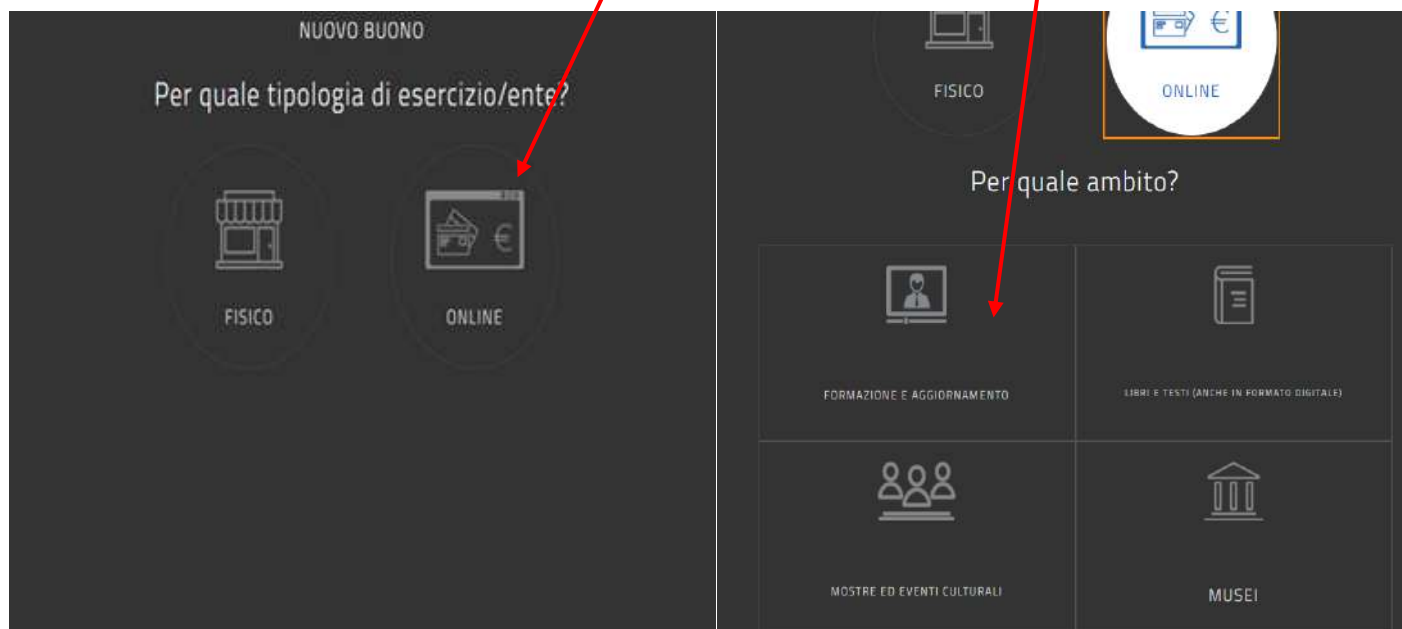 NUOVO BUONO
Per quale tipologia di esercizio/ente?
FISICO
ONLINE
€
FISICO
ONLINE
€
Per quale ambito?
FORMAZIONE E AGGIORNAMENTO
LIBRI E TESTI (ANCHE IN FORMATO DIGITALE)
MOSTRE ED EVENTI CULTURALI
MUSEI